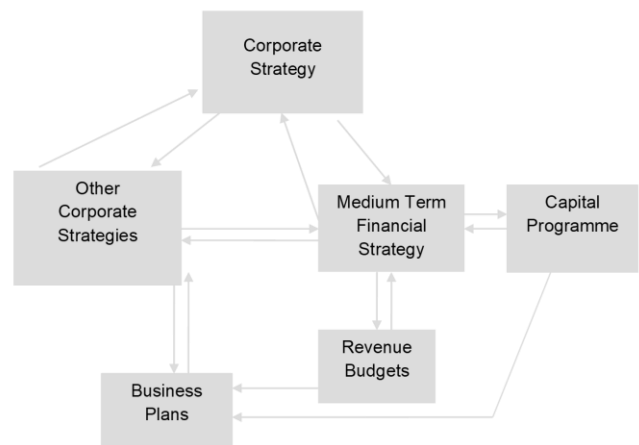 Corporate
Strategy
Other
Corporate
Strategies
Medium Term
Financial
Strategy
Capital
Programme
Revenue
Budgets
Business
Plans